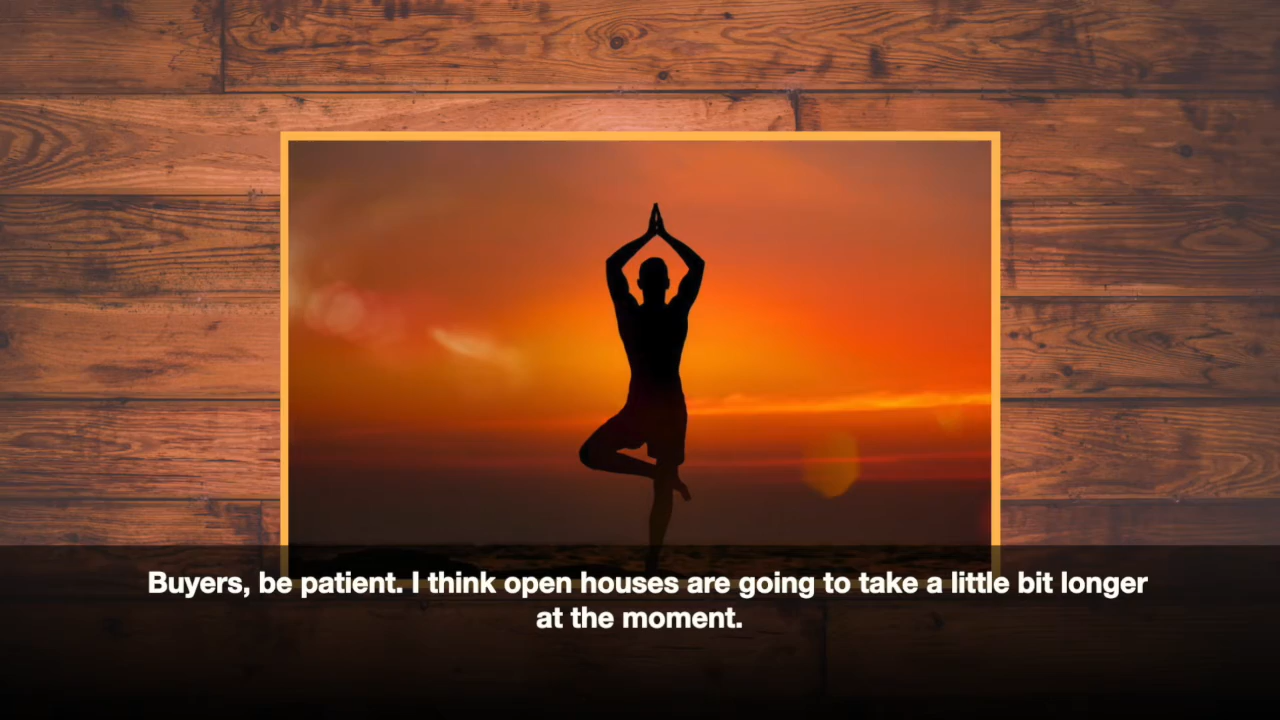 Buyers, be patient. I think open houses are going to take a little bit longer
at the moment.